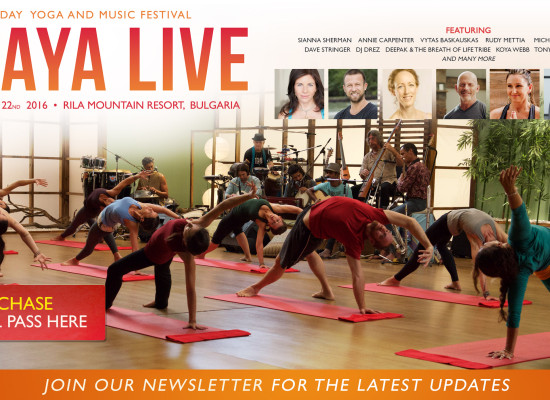 DAY YOGA AND MUSIC FESTIVAL
AYA LIVE
22ND 2016 • RILA MOUNTAIN RESORT, BULGARIA
FEATURING
SIANNA SHERMAN ANNIE CARPENTER VYTAS BASKAUSKAS RUDY METTIA MICH
DAVE STRINGER DJ DREZ DEEPAK & THE BREATH OF LIFE TRIBE KOYA WEBB TONY
AND MANY MORE
CHASE
PASS HERE
JOIN OUR NEWSLETTER FOR THE LATEST UPDATES